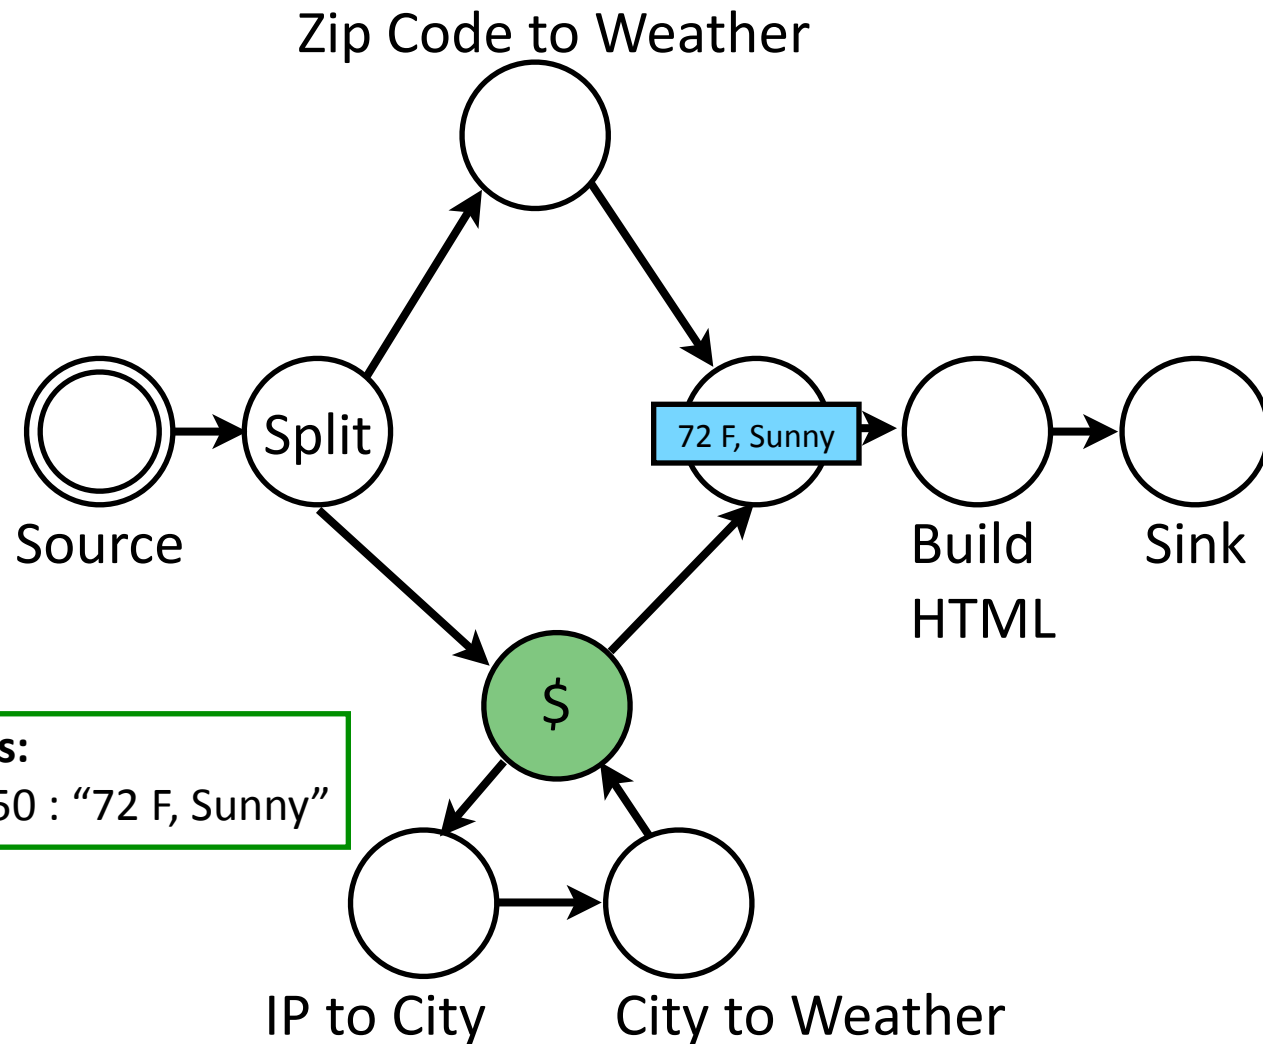 Zip Code to Weather
Split
72 F, Sunny
Source
Build
HTML
Sink
$
s:
50 : “72 F, Sunny”
IP to City
City to Weather